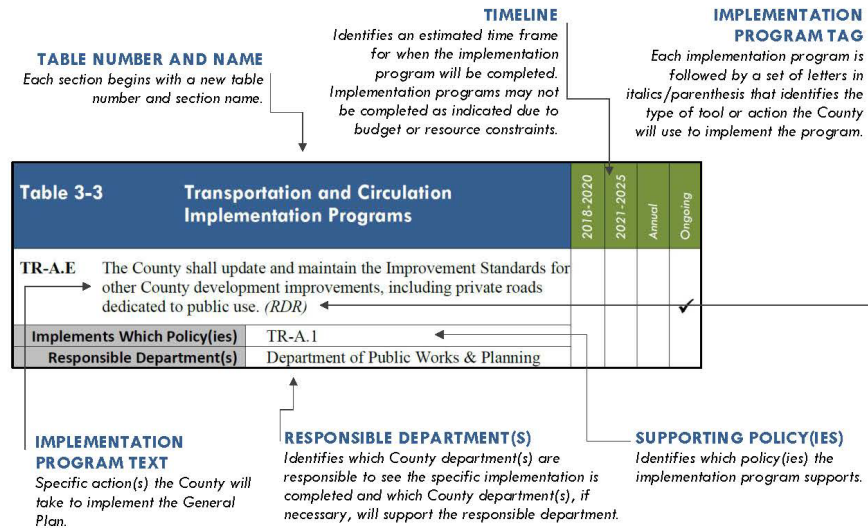 TABLE NUMBER AND NAME
Each section begins with a new table
number and section name.
TIMELINE
Identifies an estimated time frame
for when the implementation
program will be completed.
Implementation programs may not
be completed as indicated due to
budget or resource constraints.
IMPLEMENTATION
PROGRAM TAG
Each implementation program is
followed by a set of letters in
italics/parenthesis that identifies the
type of tool or action the County
will use to implement the program.
Table 3-3 Transportation and Circulation
Implementation Programs
2018-2020
2021-2025
Annual
Ongoing
TR-A.E The County shall update and maintain the Improvement Standards for
other County development improvements, including private roads
dedicated to public use. (RDR) ✓
Implements Which Policy(ies) TR-A.1
Responsible Department(s) Department of Public Works & Planning
IMPLEMENTATION
PROGRAM TEXT
Specific action(s) the County will
take to implement the General
Plan.
RESPONSIBLE DEPARTMENT(S)
Identifies which County department(s) are
responsible to see the specific implementation is
completed and which County department(s), if
necessary, will support the responsible department.
SUPPORTING POLICY(IES)
Identifies which policy(ies) the
implementation program supports.